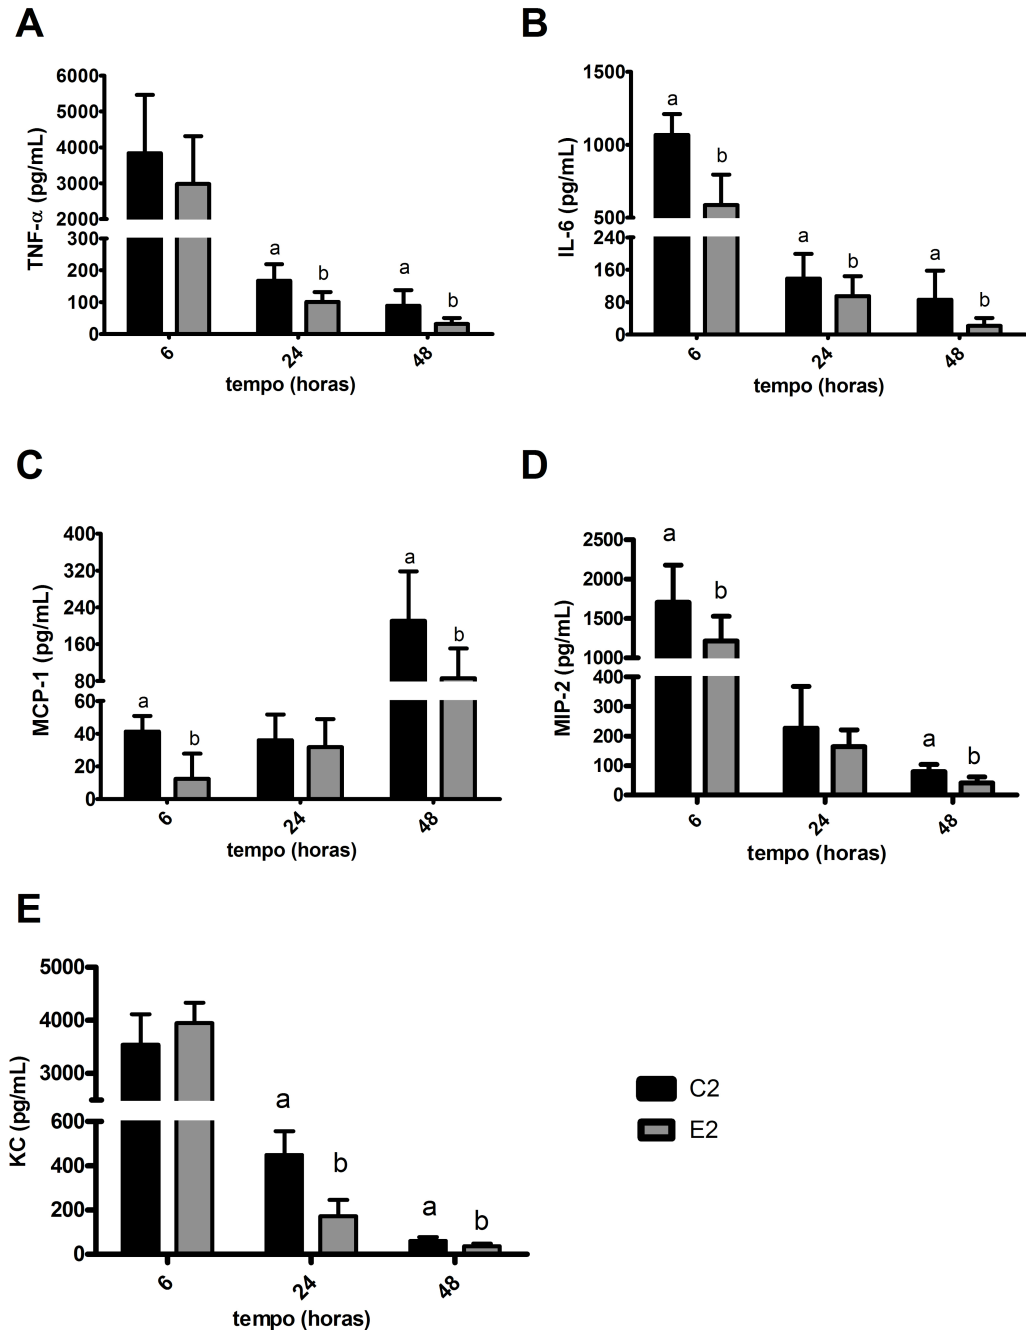 A
TNF-α (pg/mL)
6000
5000
4000
3000
2000
300
200
100
0
a
b
a
b
6
24
48
tempo (horas)
B
IL-6 (pg/mL)
1500
1000
500
240
160
80
0
a
b
a
b
a
b
6
24
48
tempo (horas)
C
MCP-1 (pg/mL)
400
320
240
160
80
60
40
20
0
a
b
a
b
6
24
48
tempo (horas)
D
MIP-2 (pg/mL)
2500
2000
1500
1000
400
300
200
100
0
a
b
a
b
6
24
48
tempo (horas)
E
KC (pg/mL)
5000
4000
3000
600
400
200
0
a
b
a
b
6
24
48
tempo (horas)
C2
E2